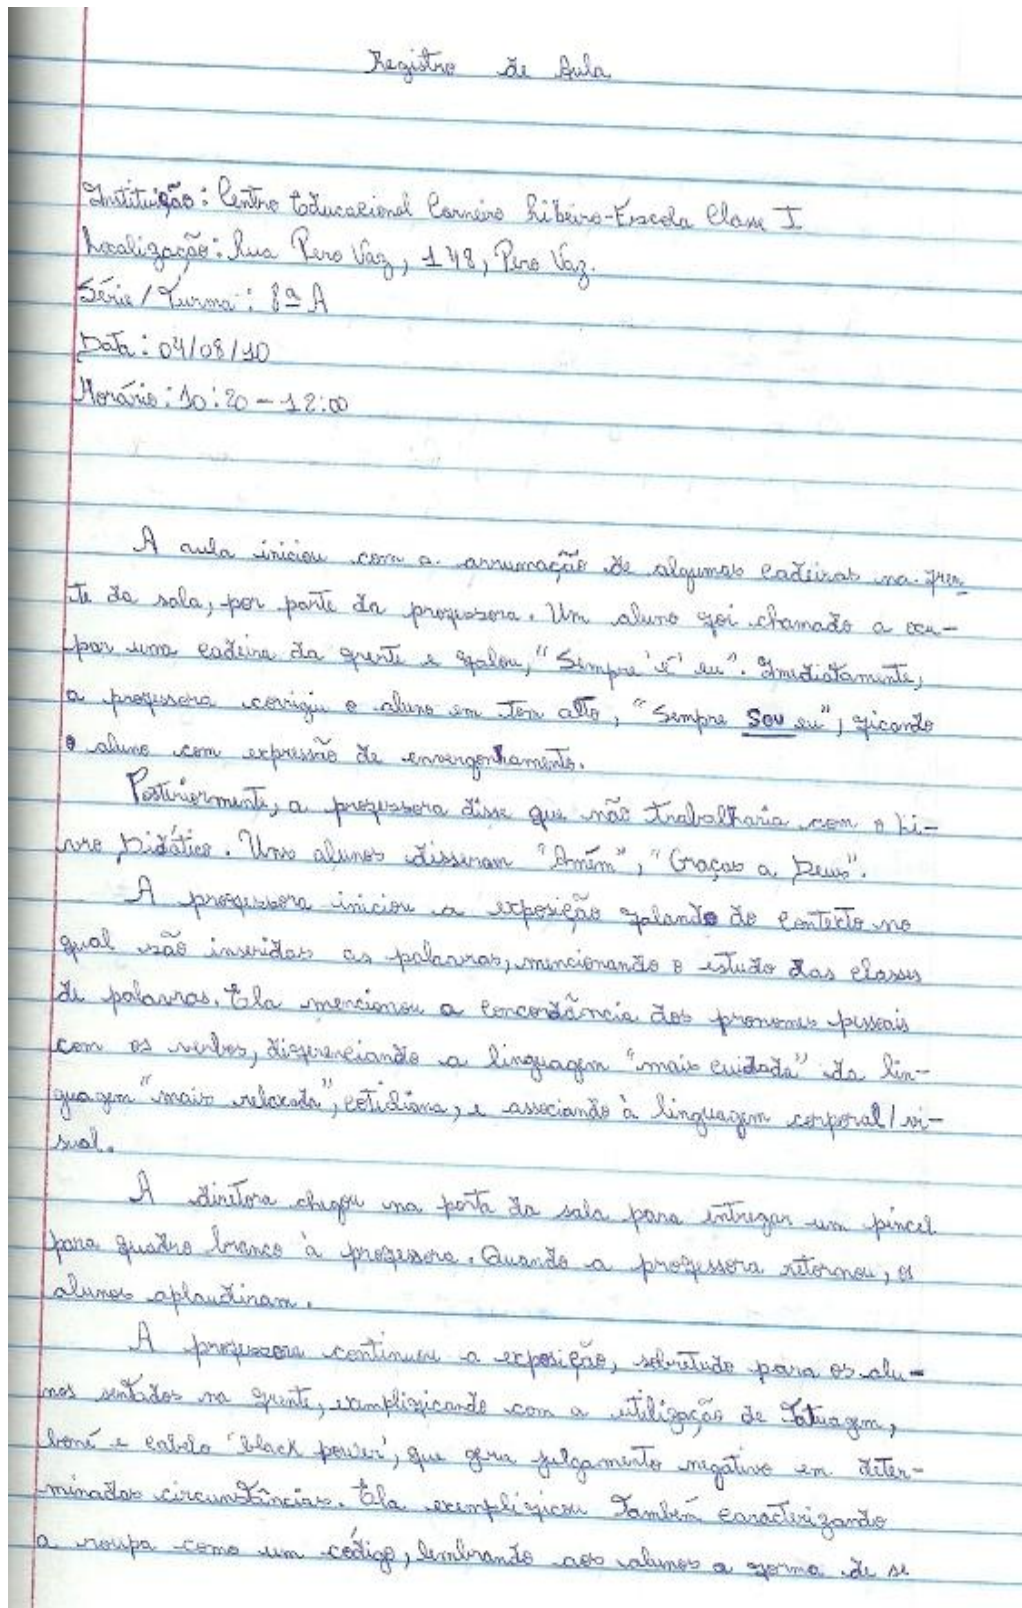 Registro de Aula
Instituição: Centro Educacional Carneiro Ribeiro-Escola Classe I
Localização: Rua Pero Vaz, 148, Pero Vaz.
Série/Turma: 8ª A
Data: 04/08/10
Horário: 10:20 - 12:00
A aula iniciou com a arrumação de algumas cadeiras na fren-
te da sala, por parte da professora. Um aluno foi chamado a ocu-
par uma cadeira da frente e falou, "Sempre 'é' eu". Imediatamente,
a professora corrigiu o aluno em tom alto, "Sempre sou eu", ficando
o aluno com expressão de envergonhamento.
Posteriormente, a professora disse que não trabalharia com o Li-
vro Didático. Uns alunos disseram "Amém", "Graças a Deus".
A professora iniciou a exposição falando do contexto no
qual são inseridas as palavras, mencionando o estudo das classes
de palavras. Ela mencionou a concordância dos pronomes pessoais
com os verbos, diferenciando a linguagem "mais cuidada" da lin-
guagem "mais relaxada", cotidiana, e associando à linguagem corporal/vi-
sual.
A diretora chegou na porta da sala para entregar um pincel
para quadro branco à professora. Quando a professora retornou, os
alunos aplaudiram.
A professora continuou a exposição, sobretudo para os alu-
nos sentados na frente, exemplificando com a utilização de tatuagem,
boné e cabelo 'black power', que gera julgamento negativo em deter-
minadas circunstâncias. Ela exemplificou também caracterizando
a roupa como um código, lembrando aos alunos a forma de se